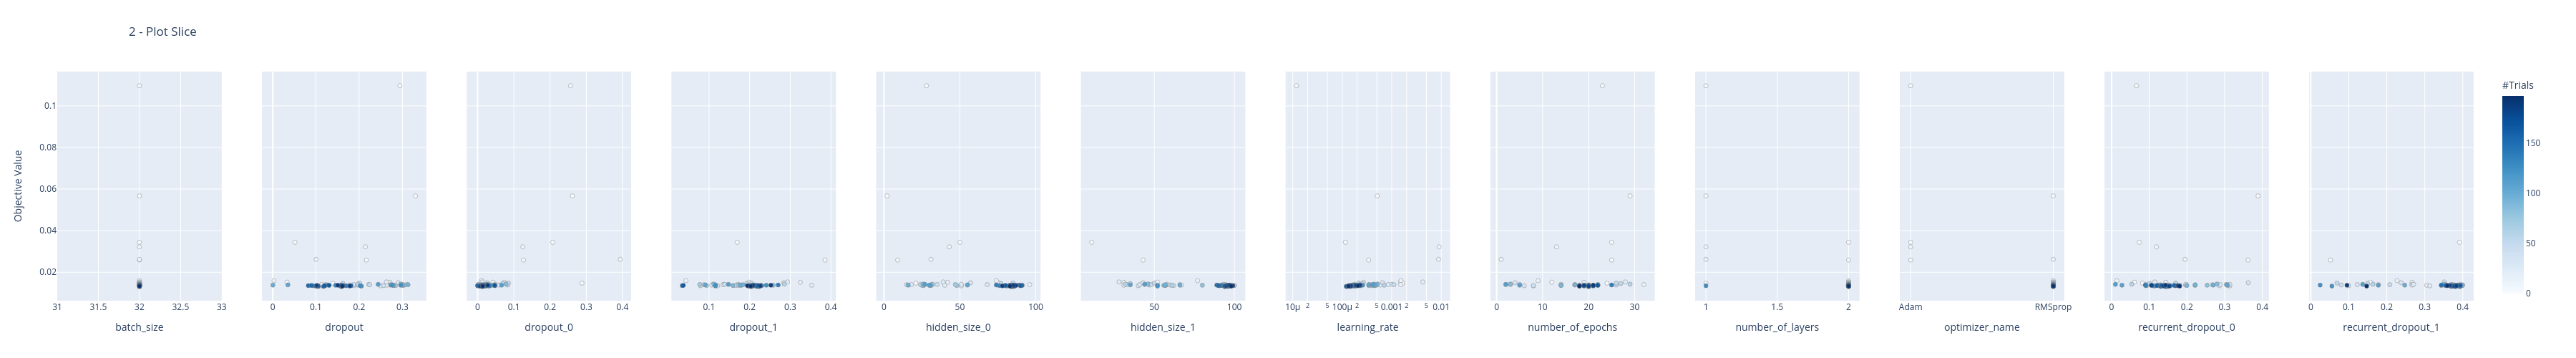 2 - Plot Slice
#Trials
Objective Value
0.1
0.08
0.06
0.04
0.02
150
100
50
0
31 31.5 32 32.5 33
0 0.1 0.2 0.3
0 0.1 0.2 0.3 0.4
0.1 0.2 0.3 0.4
0 50 100
50 100
10μ 2 5 100μ 2 5 0.001 2 5 0.01
0 10 20 30
1 1.5 2
Adam RMSprop
0 0.1 0.2 0.3 0.4
0 0.1 0.2 0.3 0.4
batch_size dropout dropout_0 dropout_1 hidden_size_0 hidden_size_1 learning_rate number_of_epochs number_of_layers optimizer_name recurrent_dropout_0 recurrent_dropout_1